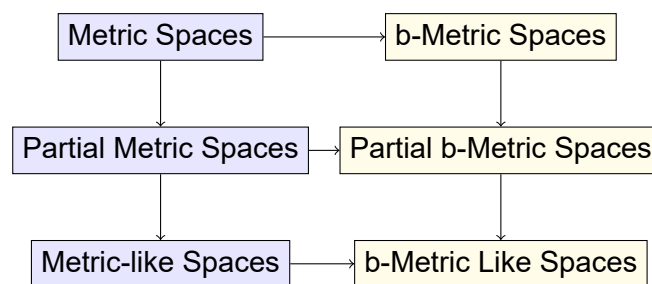 Metric Spaces
b-Metric Spaces
Partial Metric Spaces
Partial b-Metric Spaces
Metric-like Spaces
b-Metric Like Spaces